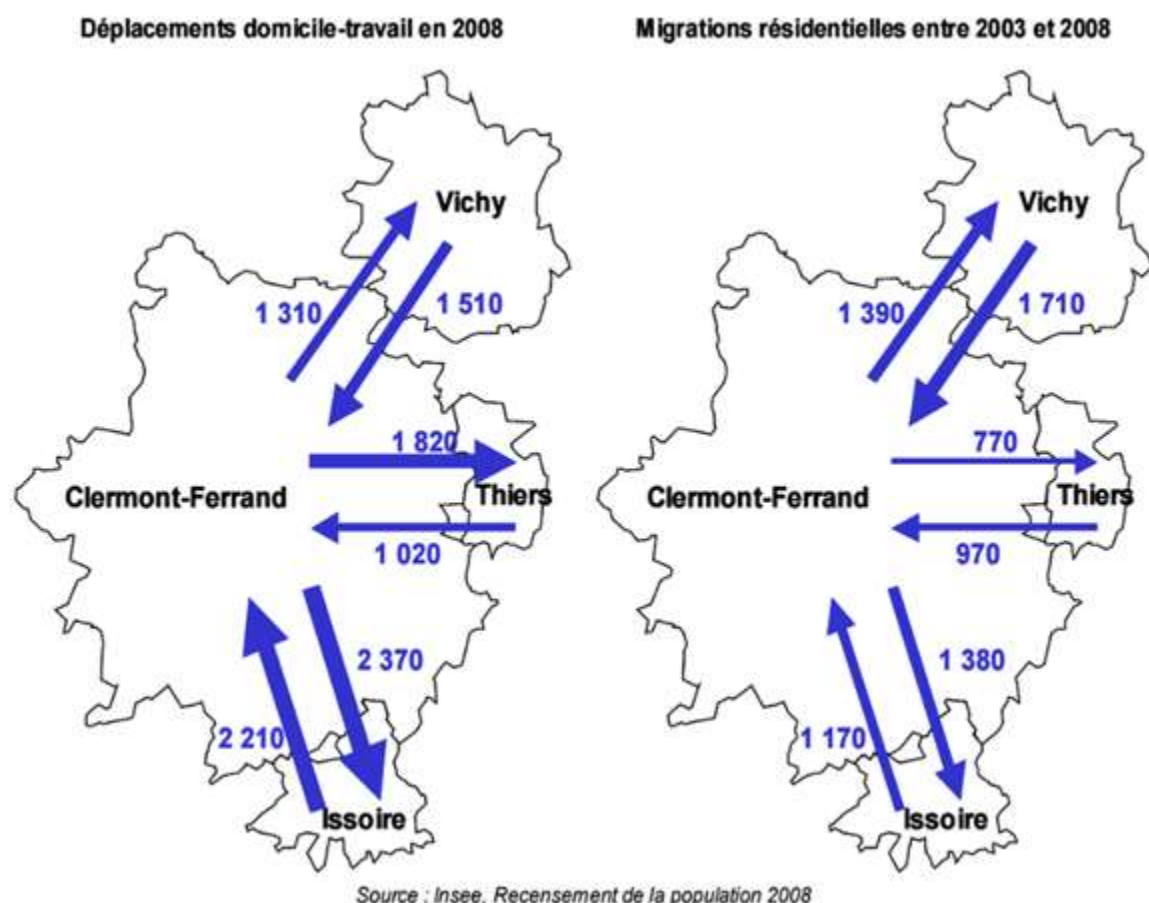 Déplacements domicile-travail en 2008
Migrations résidentielles entre 2003 et 2008
Vichy
1 310
1 510
1 820
Clermont-Ferrand
Thiers
1 020
2 370
2 210
Issoire
Vichy
1 390
1 710
770
Clermont-Ferrand
Thiers
970
1 380
1 170
Issoire
Source : Insee, Recensement de la population 2008